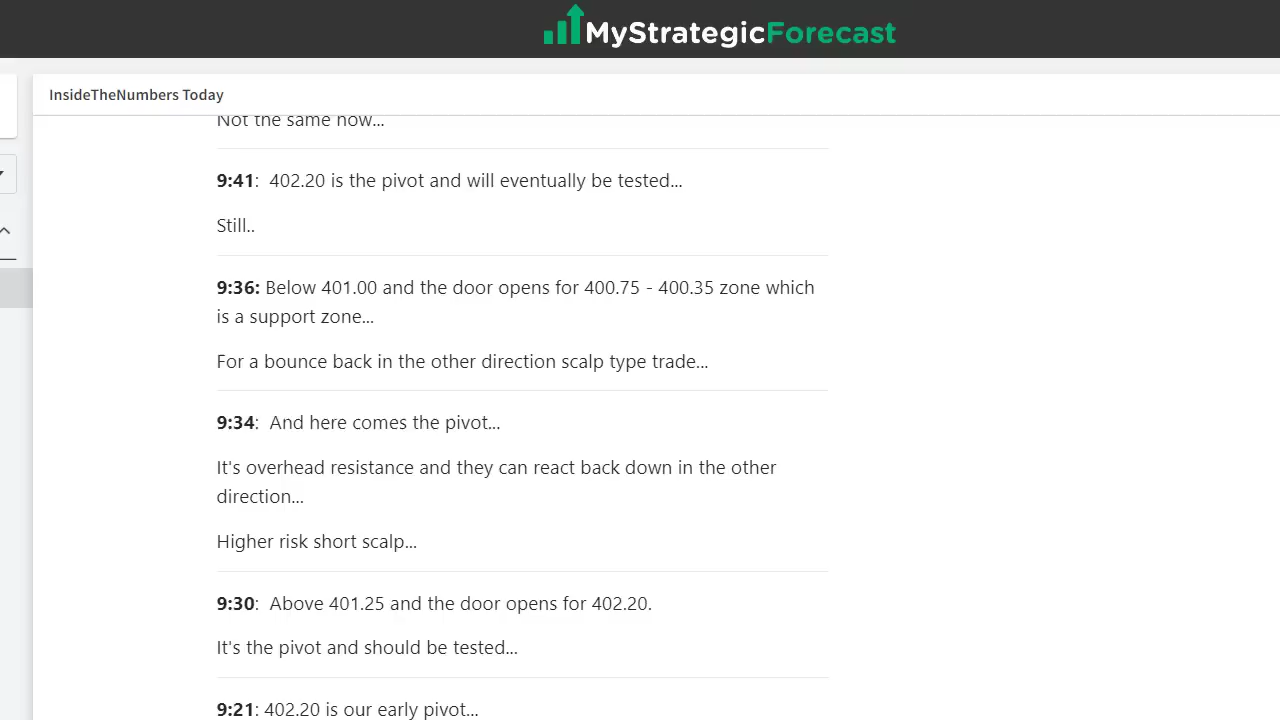 MyStrategicForecast
InsideTheNumbers Today
Not the same now...
9:41:  402.20 is the pivot and will eventually be tested...
Still..
9:36: Below 401.00 and the door opens for 400.75 - 400.35 zone which
is a support zone...
For a bounce back in the other direction scalp type trade...
9:34:  And here comes the pivot...
It's overhead resistance and they can react back down in the other
direction...
Higher risk short scalp...
9:30:  Above 401.25 and the door opens for 402.20.
It's the pivot and should be tested...
9:21: 402.20 is our early pivot...